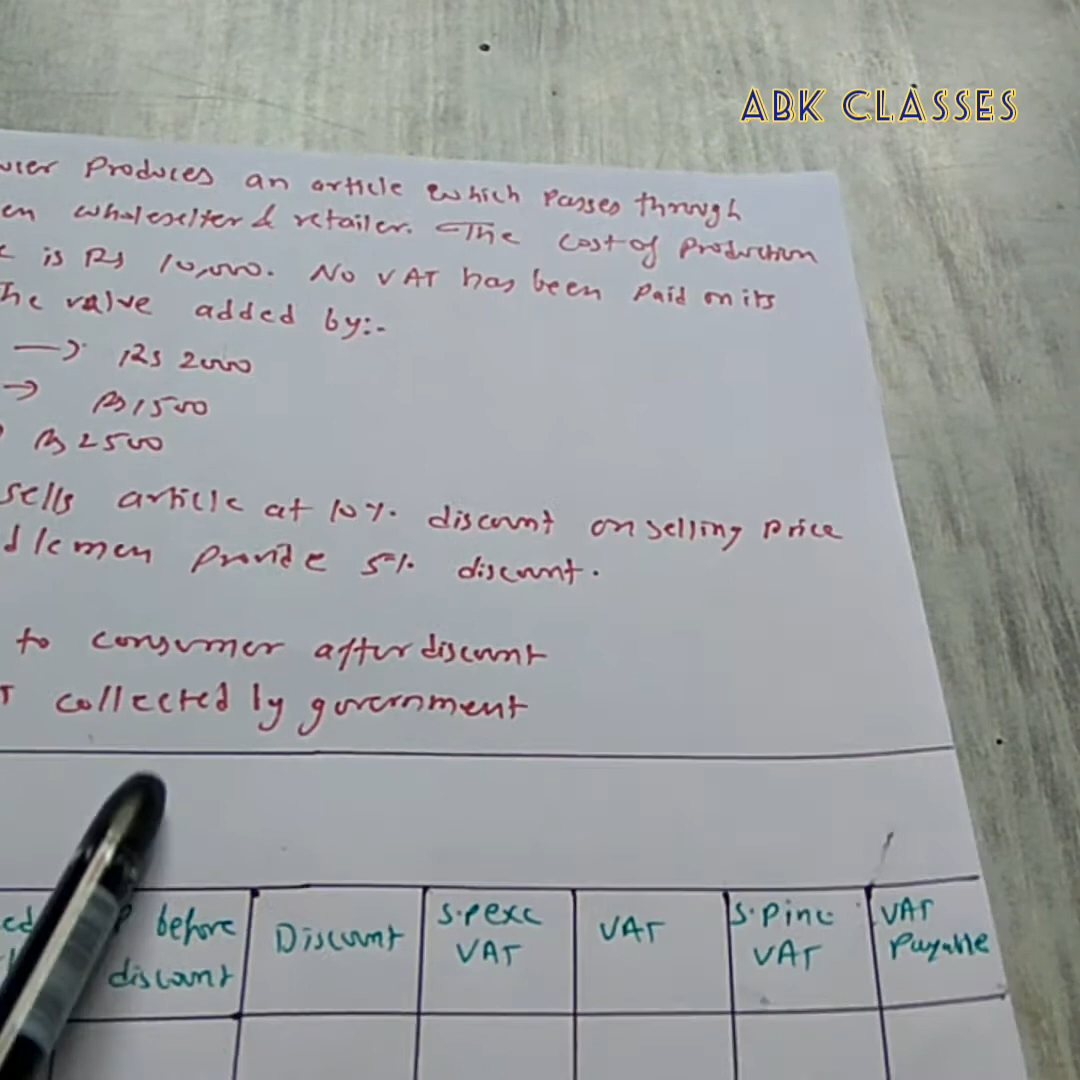 ABK CLASSES
Produces an article which Passes through
wholeselter & retailer. The cost of production
is Rs 10,000. No VAT has been Paid on its
The value added by:-
→ Rs 2000
→ Rs 1500
Rs 2500
sells article at 10% discount on selling Price
dlemen provide 5% discount.
to consumer after discount
T collected by government
before discount
Discount
S.P exc VAT
VAT
S.P inc VAT
VAT Payable